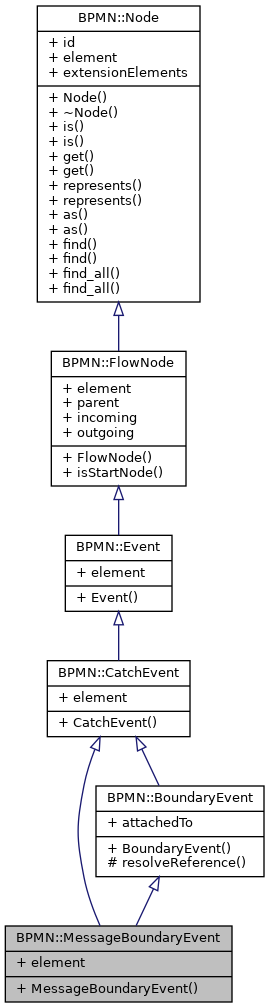 BPMN::Node
+ id
+ element
+ extensionElements
+ Node()
+ ~Node()
+ is()
+ is()
+ get()
+ get()
+ represents()
+ represents()
+ as()
+ as()
+ find()
+ find()
+ find_all()
+ find_all()
BPMN::FlowNode
+ element
+ parent
+ incoming
+ outgoing
+ FlowNode()
+ isStartNode()
BPMN::Event
+ element
+ Event()
BPMN::CatchEvent
+ element
+ CatchEvent()
BPMN::BoundaryEvent
+ attachedTo
+ BoundaryEvent()
# resolveReference()
BPMN::MessageBoundaryEvent
+ element
+ MessageBoundaryEvent()